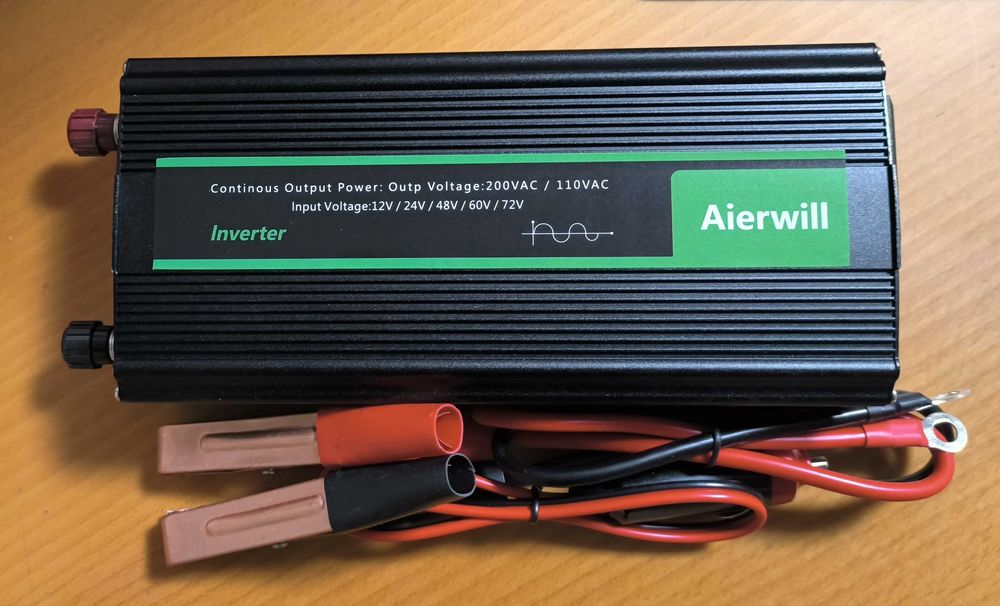 Continous Output Power: Outp Voltage:200VAC / 110VAC
Input Voltage:12V / 24V / 48V / 60V / 72V
Inverter
Aierwill